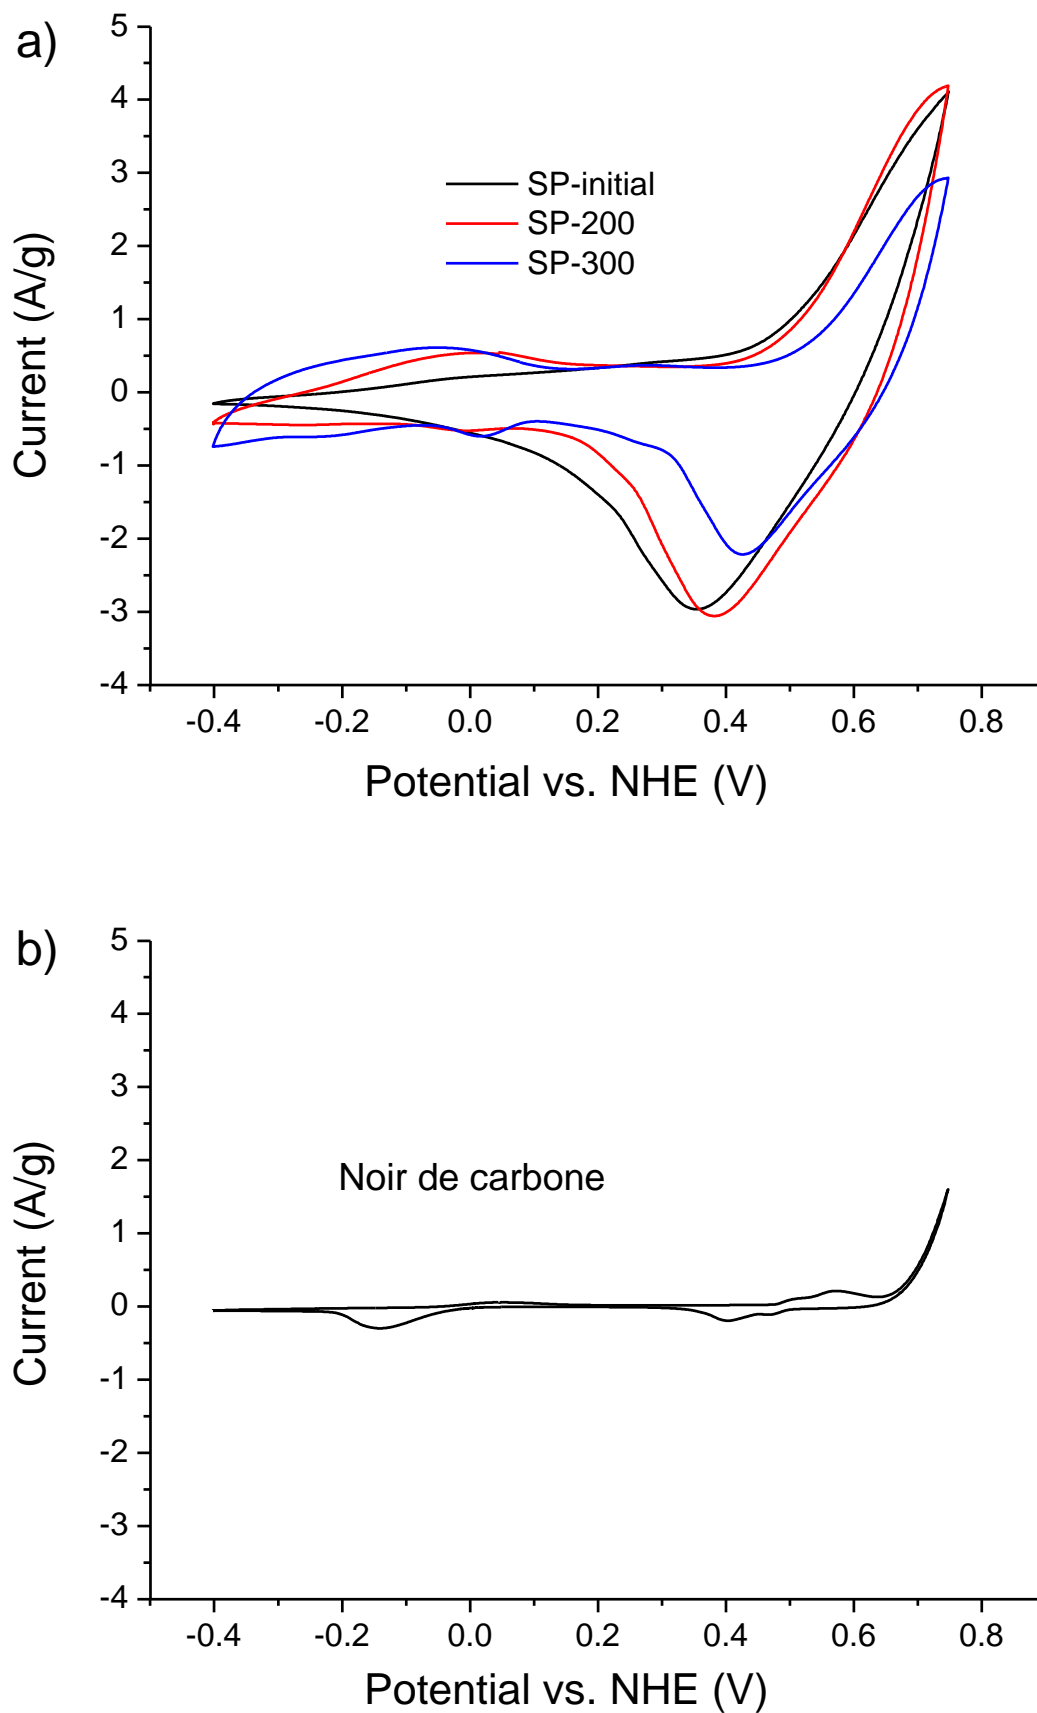 a)
5
4
3
2
1
0
-1
-2
-3
-4
Current (A/g)
SP-initial
SP-200
SP-300
-0.4 -0.2 0.0 0.2 0.4 0.6 0.8
Potential vs. NHE (V)
b)
5
4
3
2
1
0
-1
-2
-3
-4
Current (A/g)
Noir de carbone
-0.4 -0.2 0.0 0.2 0.4 0.6 0.8
Potential vs. NHE (V)